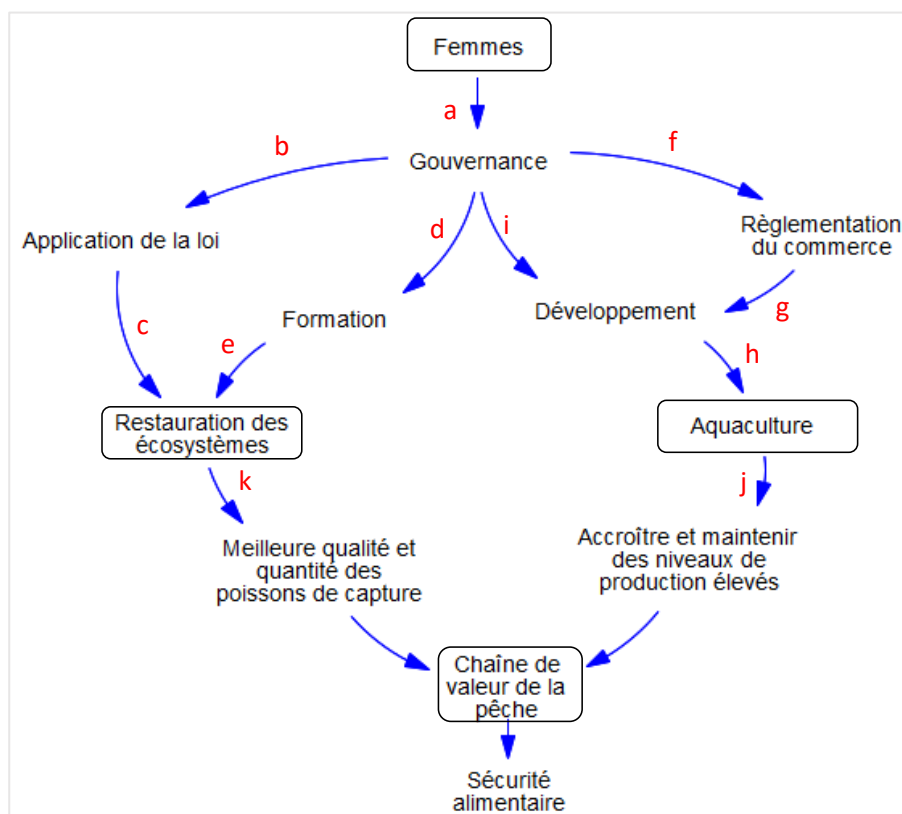 Femmes
a
b
f
Gouvernance
d
i
Application de la loi
Règlementation
du commerce
Formation
Développement
c
e
g
h
Restauration des
écosystèmes
Aquaculture
k
j
Meilleure qualité et
quantité des
poissons de capture
Accroître et maintenir
des niveaux de
production élevés
Chaîne de
valeur de la
pêche
Sécurité
alimentaire